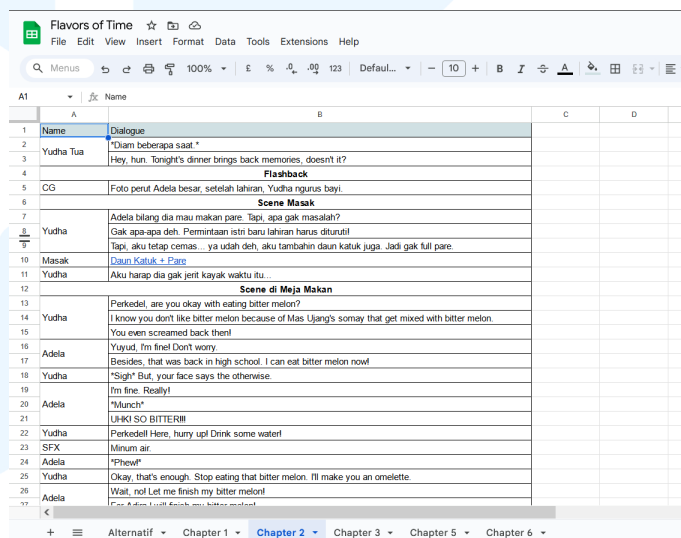 Flavors of Time
File Edit View Insert Format Data Tools Extensions Help
Menus 100% £ % .0 .00 123 Defaul... − 10 + B I A
A1 fx Name
A B C D
1 Name Dialogue
2 Yudha Tua *Diam beberapa saat.*
3 Hey, hun. Tonight's dinner brings back memories, doesn't it?
4 Flashback
5 CG Foto perut Adela besar, setelah lahiran, Yudha ngurus bayi.
6 Scene Masak
7 Adela bilang dia mau makan pare. Tapi, apa gak masalah?
8 Yudha Gak apa-apa deh. Permintaan istri baru lahiran harus dituruti!
9 Tapi, aku tetap cemas... ya udah deh, aku tambahin daun katuk juga. Jadi gak full pare.
10 Masak Daun Katuk + Pare
11 Yudha Aku harap dia gak jerit kayak waktu itu...
12 Scene di Meja Makan
13 Perkedel, are you okay with eating bitter melon?
14 Yudha I know you don't like bitter melon because of Mas Ujang's somay that get mixed with bitter melon.
15 You even screamed back then!
16 Adela Yuyud, I'm fine! Don't worry.
17 Besides, that was back in high school. I can eat bitter melon now!
18 Yudha *Sigh* But, your face says the otherwise.
19 I'm fine. Really!
20 Adela *Munch*
21 UHK! SO BITTER!!!
22 Yudha Perkedel! Here, hurry up! Drink some water!
23 SFX Minum air.
24 Adela *Phew!*
25 Yudha Okay, that's enough. Stop eating that bitter melon. I'll make you an omelette.
26 Adela Wait, no! Let me finish my bitter melon!
27 For Adira I will finish my bitter melon!
+ Alternatif Chapter 1 Chapter 2 Chapter 3 Chapter 5 Chapter 6